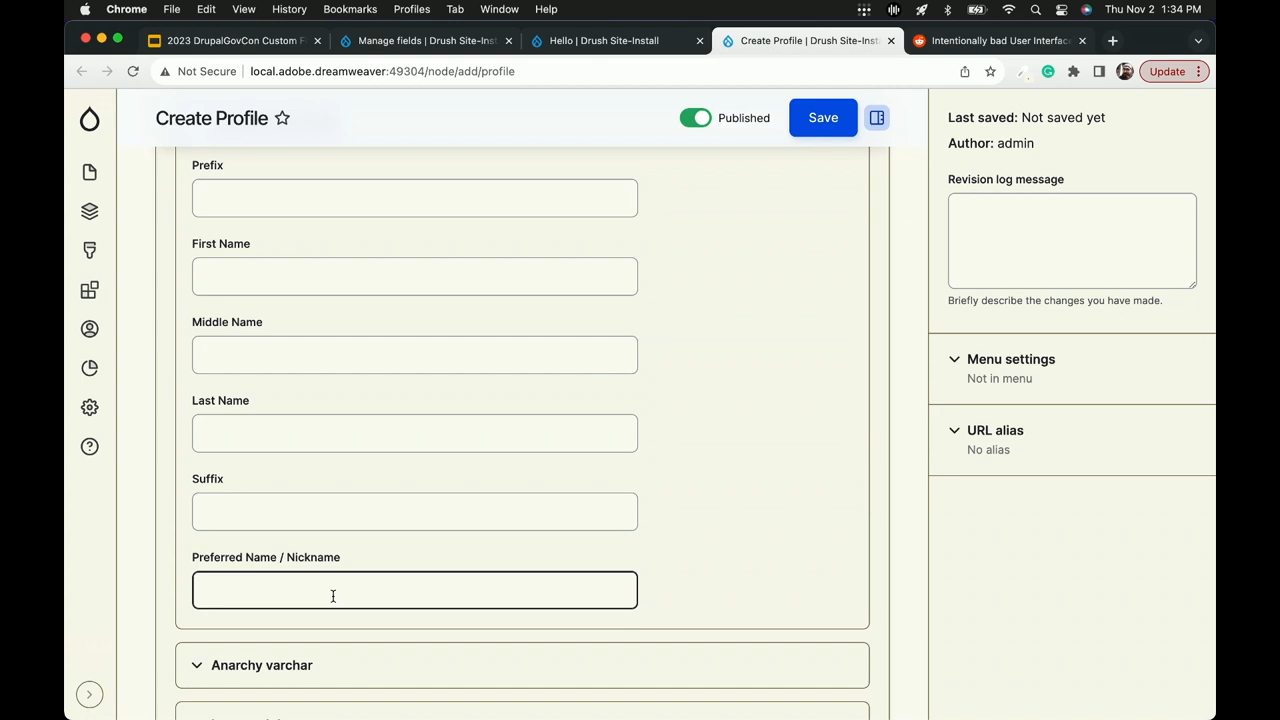 Chrome File Edit View History Bookmarks Profiles Tab Window Help Thu Nov 2 1:34 PM
2023 DrupalGovCon Custom F Manage fields | Drush Site-Inst Hello | Drush Site-Install Create Profile | Drush Site-Inst Intentionally bad User Interface
Not Secure local.adobe.dreamweaver:49304/node/add/profile Update
Create Profile Published Save
Prefix
First Name
Middle Name
Last Name
Suffix
Preferred Name / Nickname
Anarchy varchar
Last saved: Not saved yet
Author: admin
Revision log message
Briefly describe the changes you have made.
Menu settings
Not in menu
URL alias
No alias